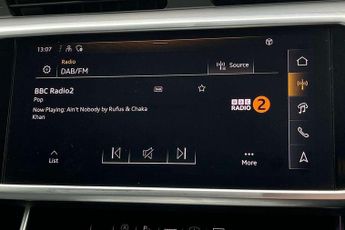 13:07
Radio
DAB/FM
Source
BBC Radio2
Pop
Now Playing: Ain't Nobody by Rufus & Chaka
Khan
BBC
RADIO
2
List
More